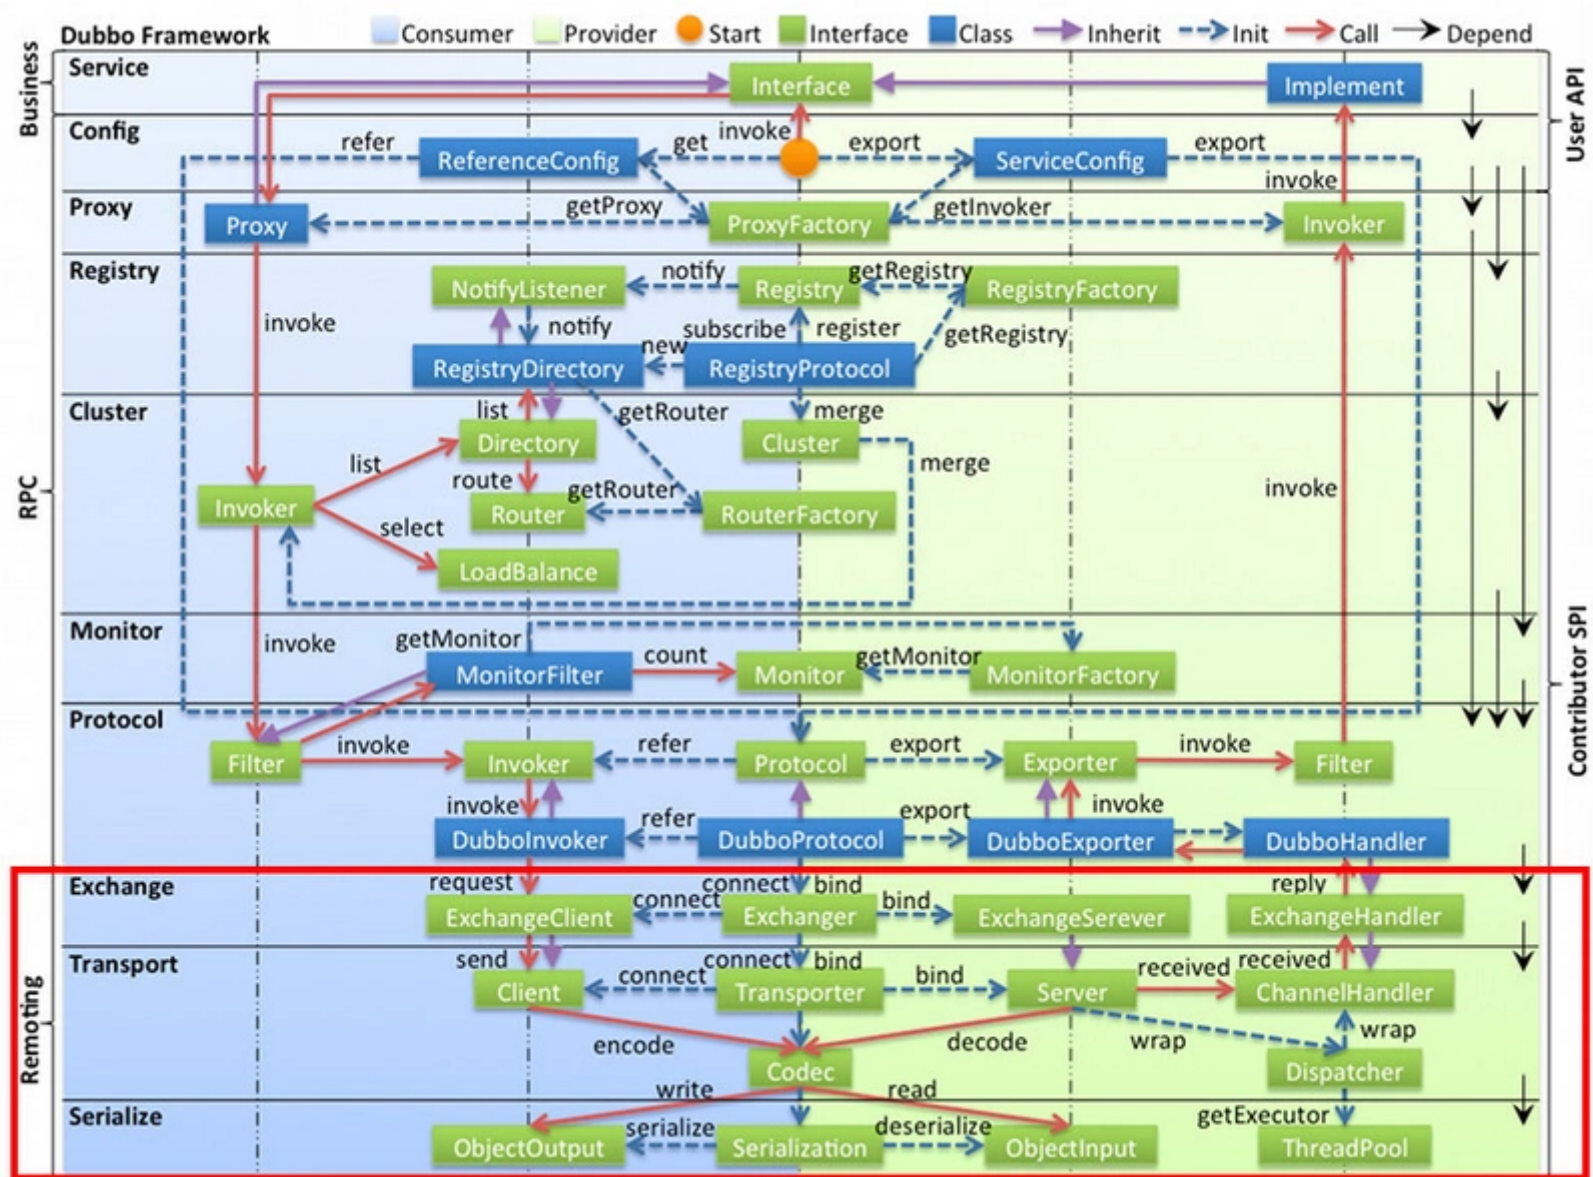 Dubbo Framework Consumer Provider Start Interface Class Inherit Init Call Depend
Business
Service
Interface
Implement
User API
Config
refer
ReferenceConfig
get
invoke
export
ServiceConfig
export
invoke
Proxy
Proxy
getProxy
ProxyFactory
getInvoker
Invoker
RPC
Registry
NotifyListener
notify
Registry
getRegistry
RegistryFactory
invoke
notify
subscribe
register
getRegistry
RegistryDirectory
new
RegistryProtocol
Cluster
list
getRouter
merge
Directory
Cluster
list
merge
route
getRouter
invoke
Invoker
Router
RouterFactory
select
LoadBalance
Contributor SPI
Monitor
invoke
getMonitor
MonitorFilter
count
Monitor
getMonitor
MonitorFactory
Protocol
Filter
invoke
Invoker
refer
Protocol
export
Exporter
invoke
Filter
invoke
refer
export
invoke
DubboInvoker
DubboProtocol
DubboExporter
DubboHandler
Remoting
Exchange
request
connect
bind
reply
ExchangeClient
connect
Exchanger
bind
ExchangeSerever
ExchangeHandler
Transport
send
connect
bind
received
received
Client
connect
Transporter
bind
Server
ChannelHandler
encode
decode
wrap
wrap
Codec
Dispatcher
write
read
Serialize
getExecutor
ObjectOutput
serialize
Serialization
deserialize
ObjectInput
ThreadPool